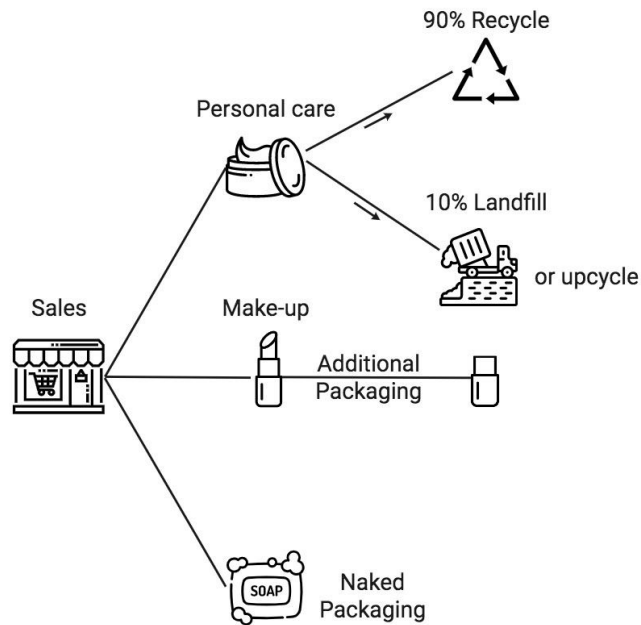 90% Recycle
Personal care
10% Landfill
or upcycle
Sales
Make-up
Additional
Packaging
SOAP
Naked
Packaging